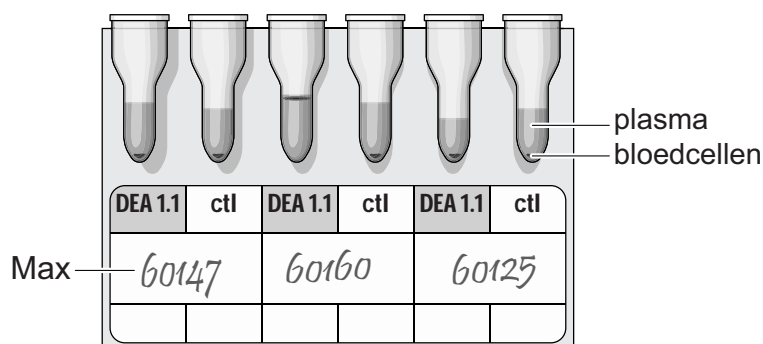 plasma
bloedcellen
DEA 1.1 ctl DEA 1.1 ctl DEA 1.1 ctl
Max 60147 60160 60125